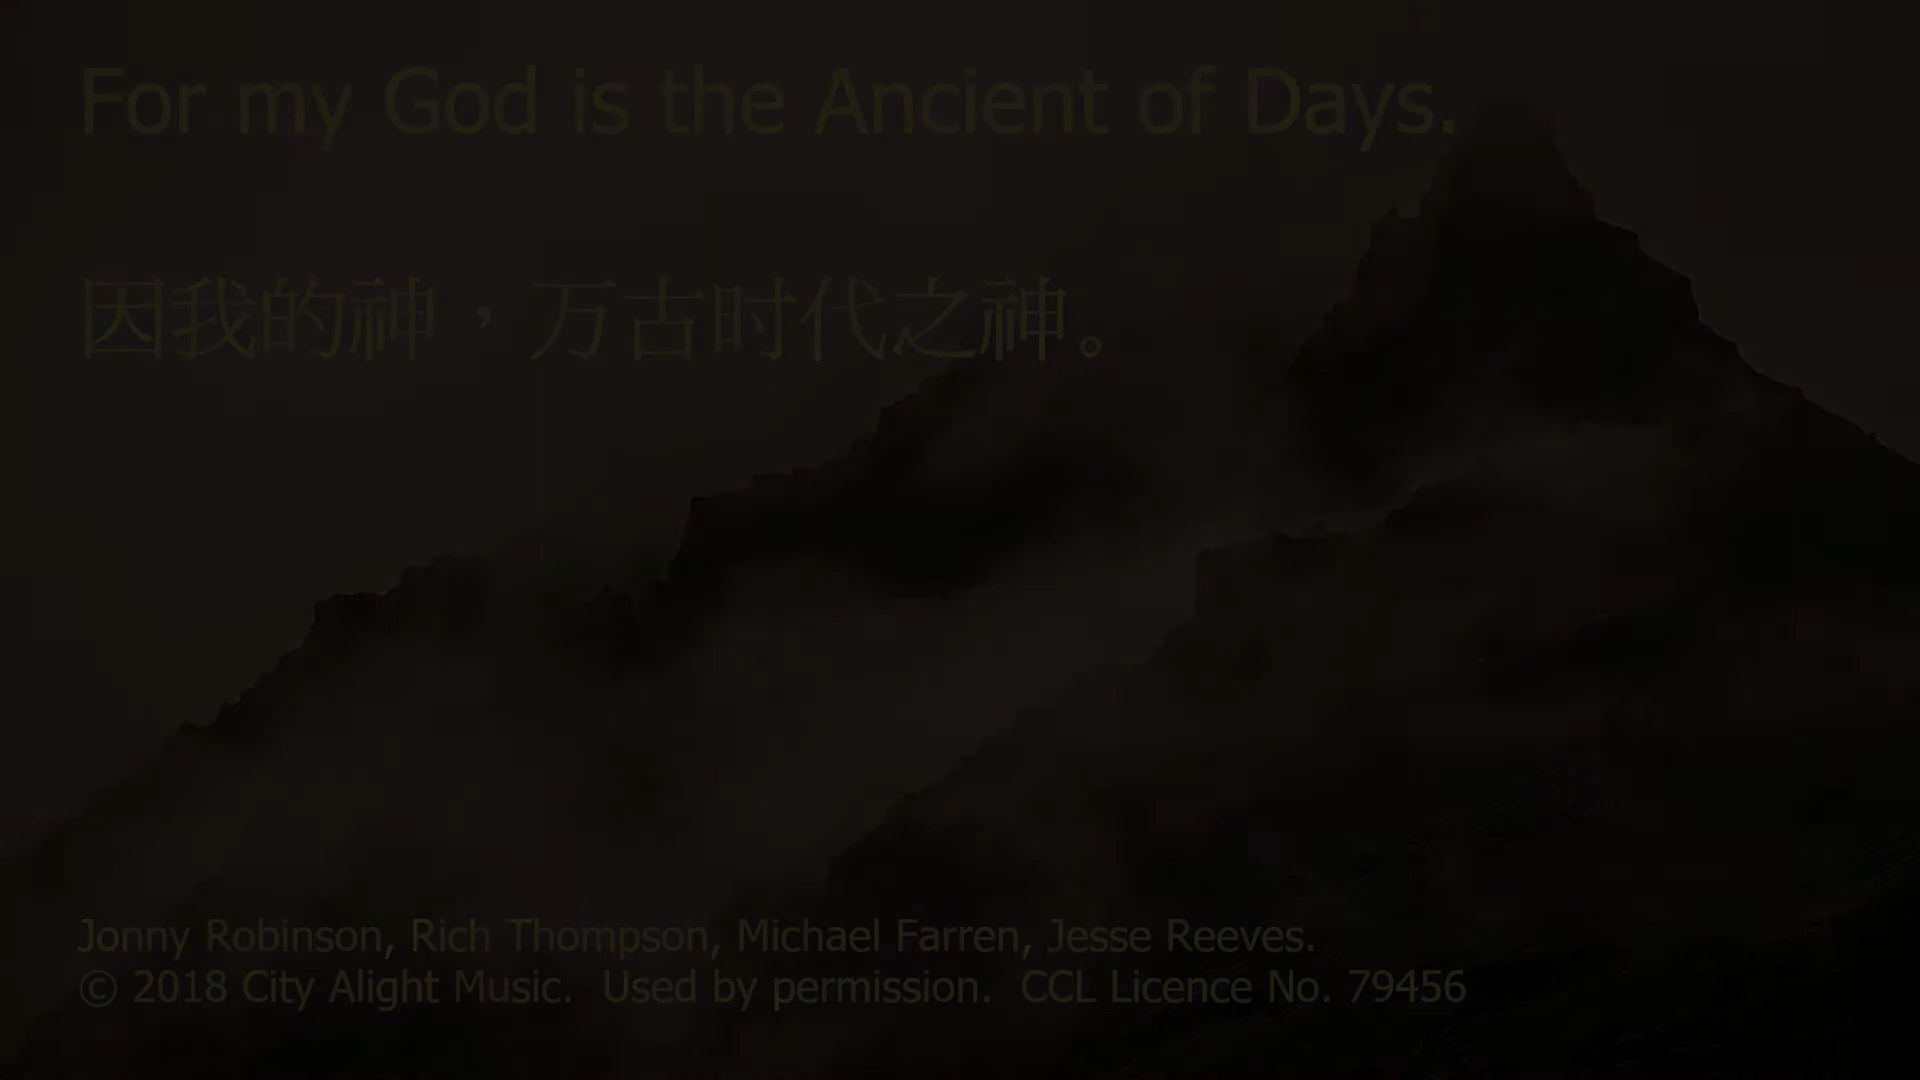 For my God is the Ancient of Days.
因我的神，万古时代之神。
Jonny Robinson, Rich Thompson, Michael Farren, Jesse Reeves.
© 2018 City Alight Music.  Used by permission.  CCL Licence No. 79456